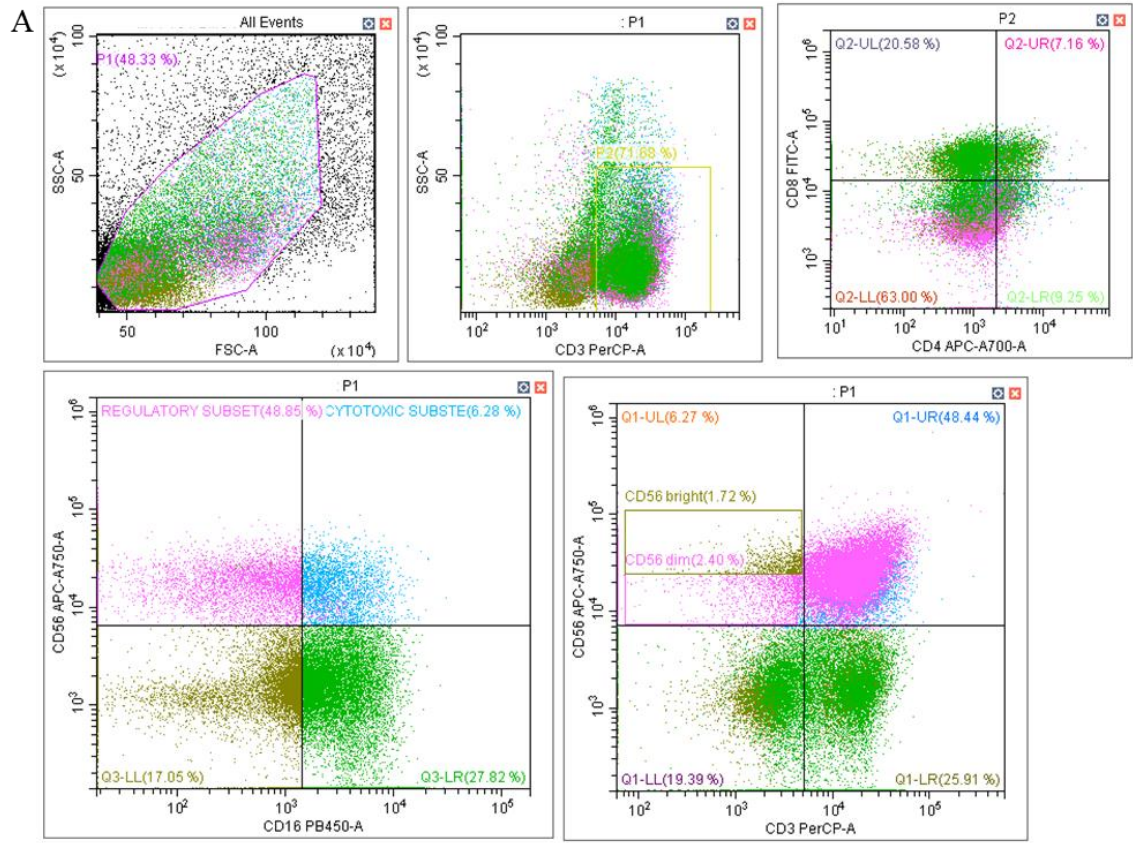 A
All Events
(x 10⁴)
100
50
SSC-A
P1(48.33 %)
50
100
FSC-A
(x 10⁴)
: P1
(x 10⁴)
100
50
SSC-A
P2(71.68 %)
10²
10³
10⁴
10⁵
CD3 PerCP-A
P2
Q2-UL(20.58 %)
Q2-UR(7.16 %)
10⁶
10⁵
10⁴
10³
CD8 FITC-A
Q2-LL(63.00 %)
Q2-LR(9.25 %)
10¹
10²
10³
10⁴
CD4 APC-A700-A
P1
REGULATORY SUBSET(48.85 %)
CYTOTOXIC SUBSTE(6.28 %)
10⁶
10⁵
10⁴
10³
CD56 APC-A750-A
Q3-LL(17.05 %)
Q3-LR(27.82 %)
10²
10³
10⁴
10⁵
CD16 PB450-A
: P1
Q1-UL(6.27 %)
Q1-UR(48.44 %)
CD56 bright(1.72 %)
CD56 dim(2.40 %)
10⁶
10⁵
10⁴
10³
CD56 APC-A750-A
Q1-LL(19.39 %)
Q1-LR(25.91 %)
10²
10³
10⁴
10⁵
10⁶
CD3 PerCP-A